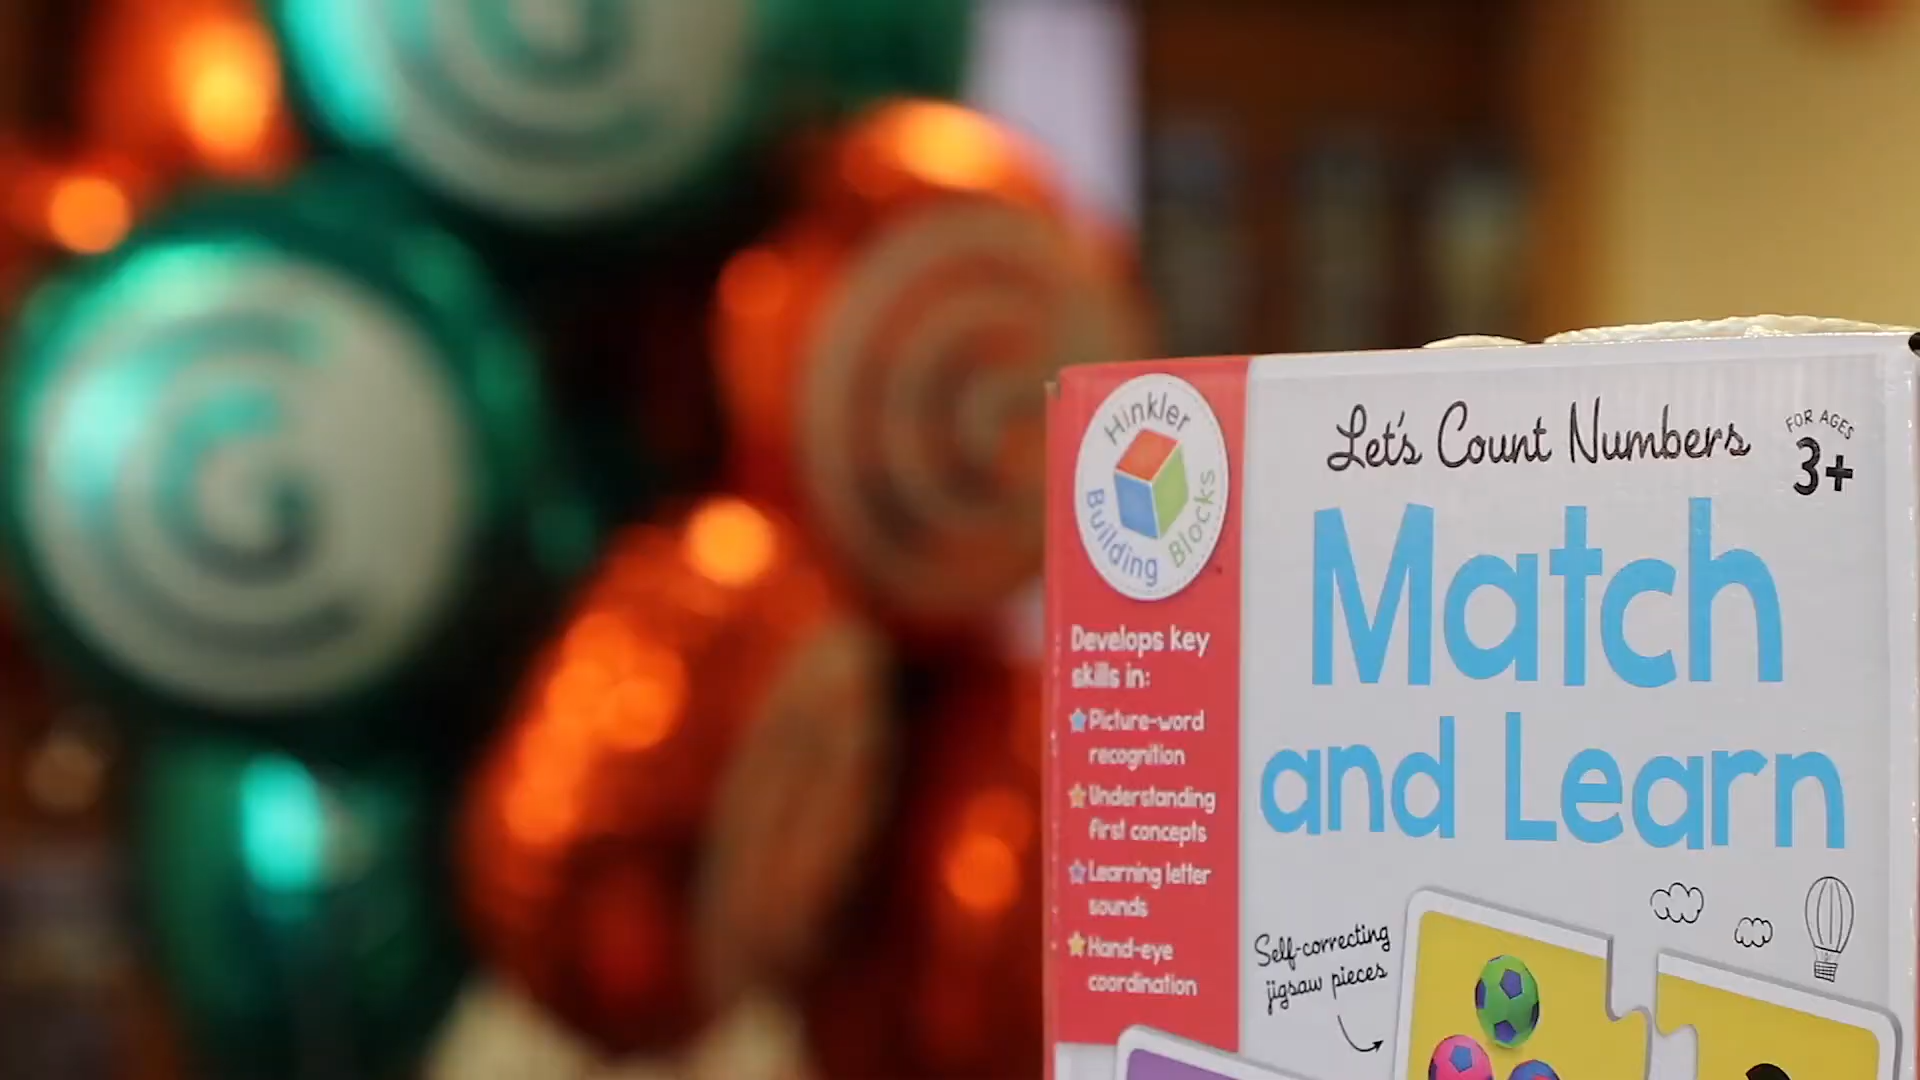 Hinkler
Building Blocks
Develops key
skills in:
Picture-word
recognition
Understanding
first concepts
Learning letter
sounds
Hand-eye
coordination
Let's Count Numbers
FOR AGES
3+
Match
and Learn
Self-correcting
jigsaw pieces